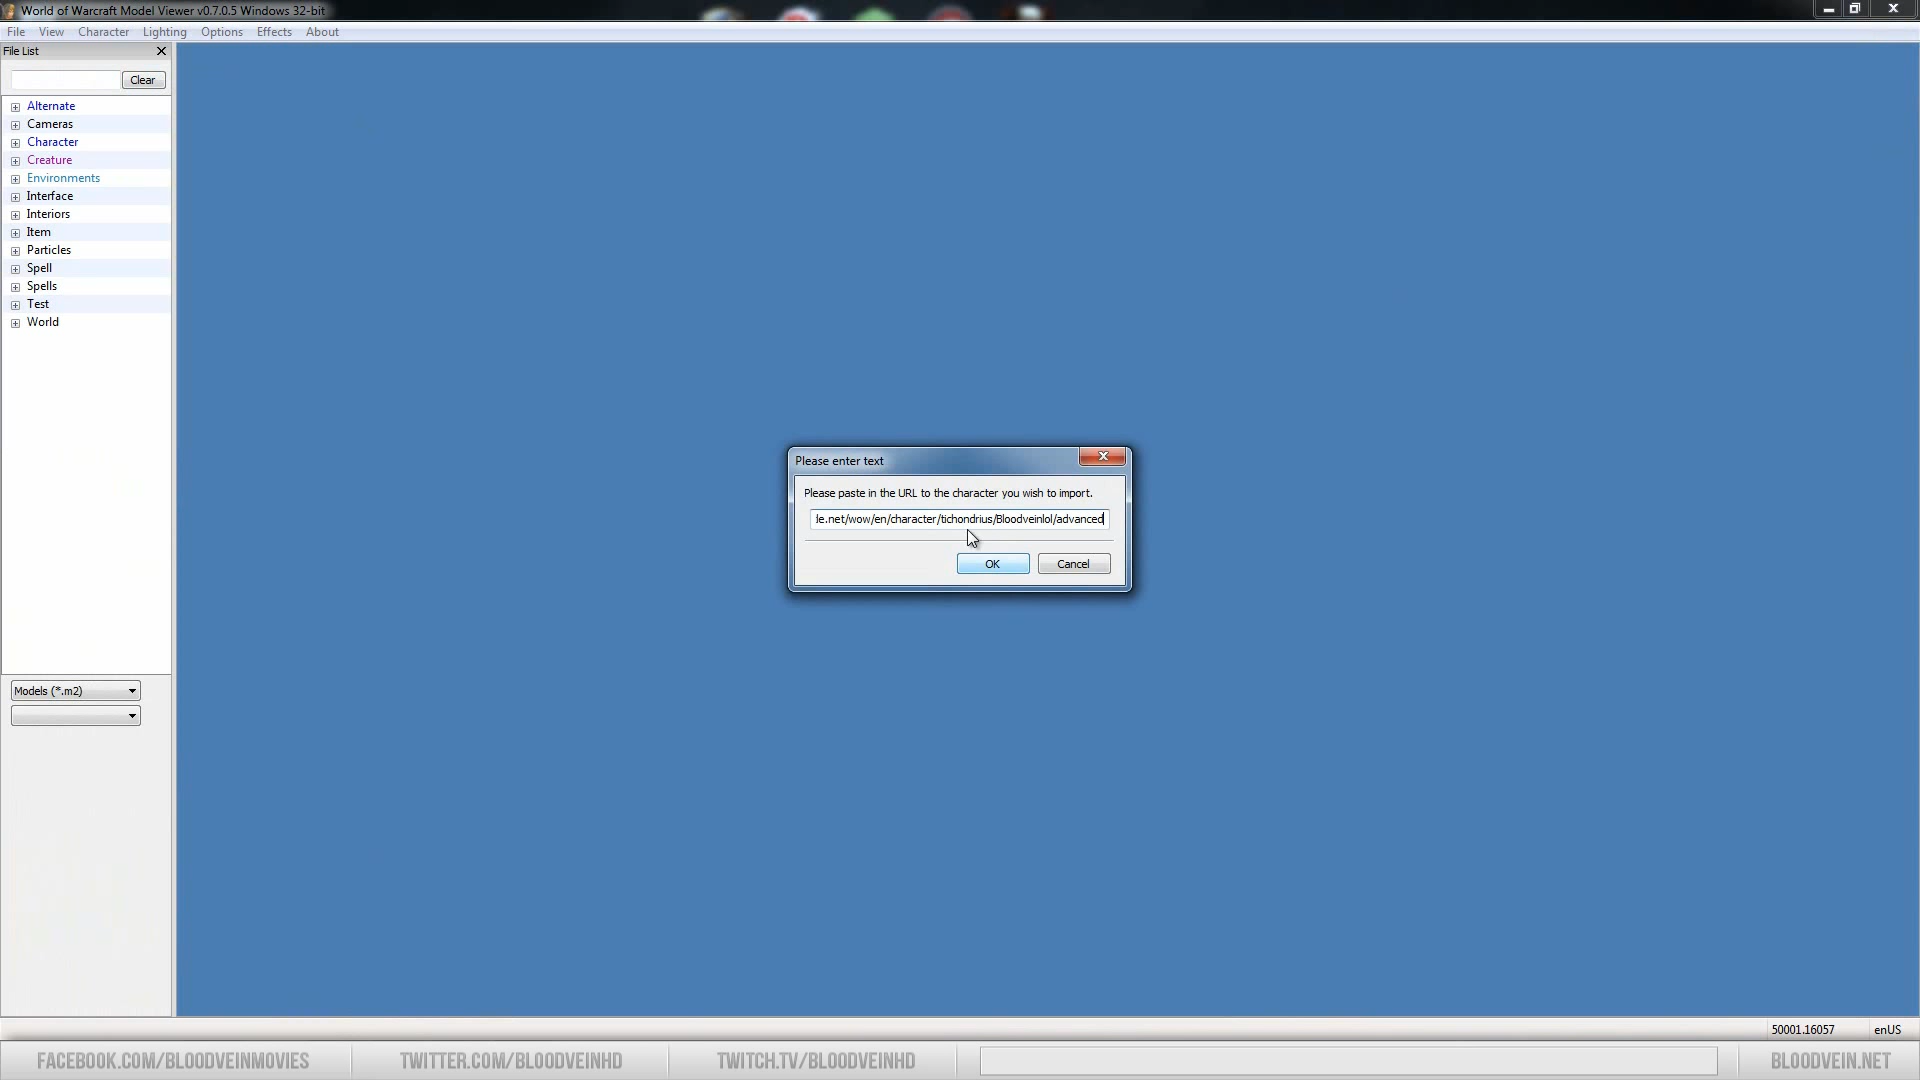 World of Warcraft Model Viewer v0.7.0.5 Windows 32-bit
File View Character Lighting Options Effects About
File List
Clear
Alternate
Cameras
Character
Creature
Environments
Interface
Interiors
Item
Particles
Spell
Spells
Test
World
Please enter text
Please paste in the URL to the character you wish to import.
le.net/wow/en/character/tichondrius/Bloodveinlol/advanced
OK Cancel
Models (*.m2)
50001.16057 enUS
FACEBOOK.COM/BLOODVEINMOVIES TWITTER.COM/BLOODVEINHD TWITCH.TV/BLOODVEINHD BLOODVEIN.NET